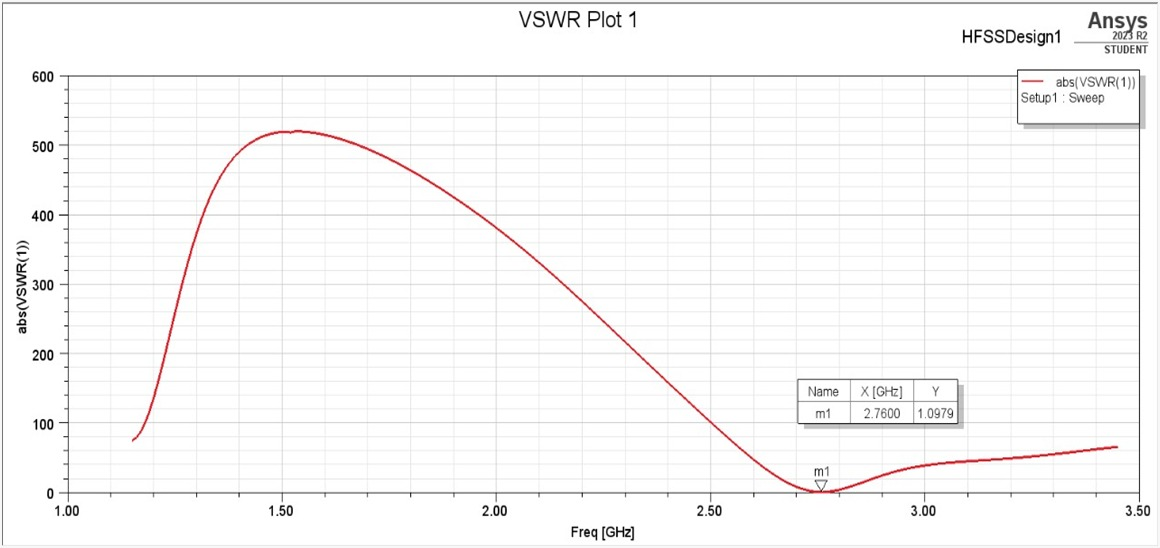 VSWR Plot 1
Ansys
HFSSDesign1
2023 R2
STUDENT
abs(VSWR(1))
Setup1 : Sweep
600
500
400
300
200
100
0
abs(VSWR(1))
Name X [GHz] Y
m1 2.7600 1.0979
m1
1.00 1.50 2.00 2.50 3.00 3.50
Freq [GHz]